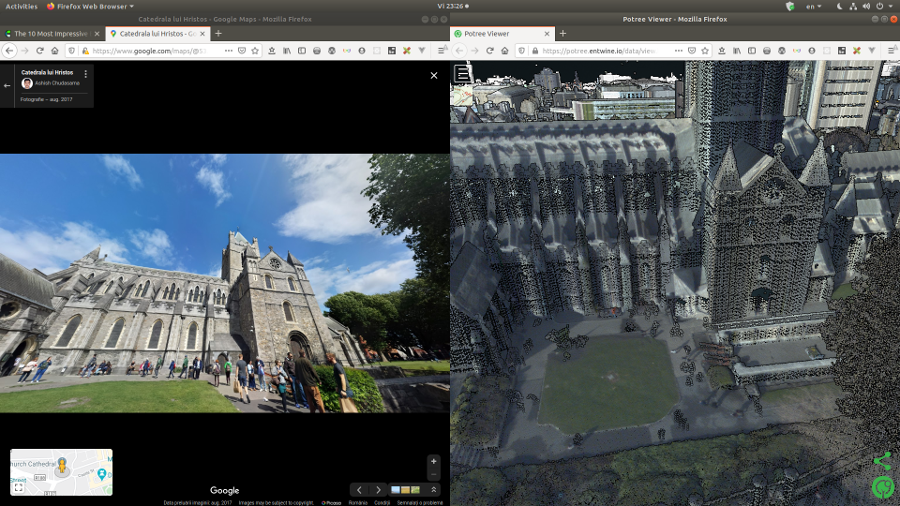 Activities
Firefox Web Browser
Vi 23:26
en
Catedrala lui Hristos - Google Maps - Mozilla Firefox
Potree Viewer - Mozilla Firefox
The 10 Most Impressive
Catedrala lui Hristos - G
Potree Viewer
https://www.google.com/maps/@
https://potree.entwine.io/data/view
Catedrala lui Hristos
Ashish Chudasama
Fotografie – aug. 2017
hurch Cathedral
Google
Data preluării imaginii: aug. 2017 Images may be subject to copyright. România Condiții Semnalați o problemă